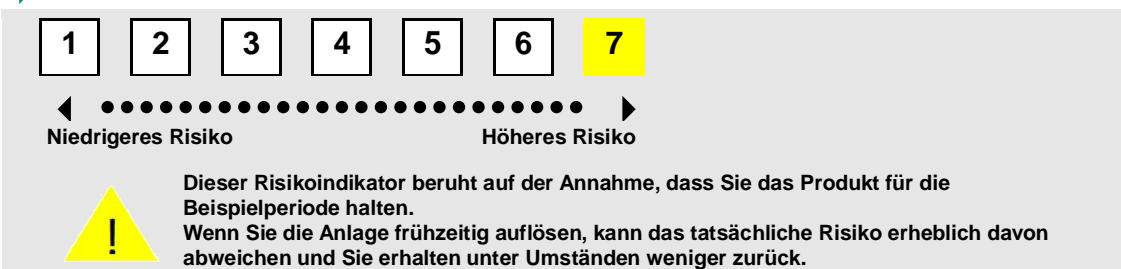 1 2 3 4 5 6 7
Niedrigeres Risiko Höheres Risiko
Dieser Risikoindikator beruht auf der Annahme, dass Sie das Produkt für die
Beispielperiode halten.
!
Wenn Sie die Anlage frühzeitig auflösen, kann das tatsächliche Risiko erheblich davon
abweichen und Sie erhalten unter Umständen weniger zurück.